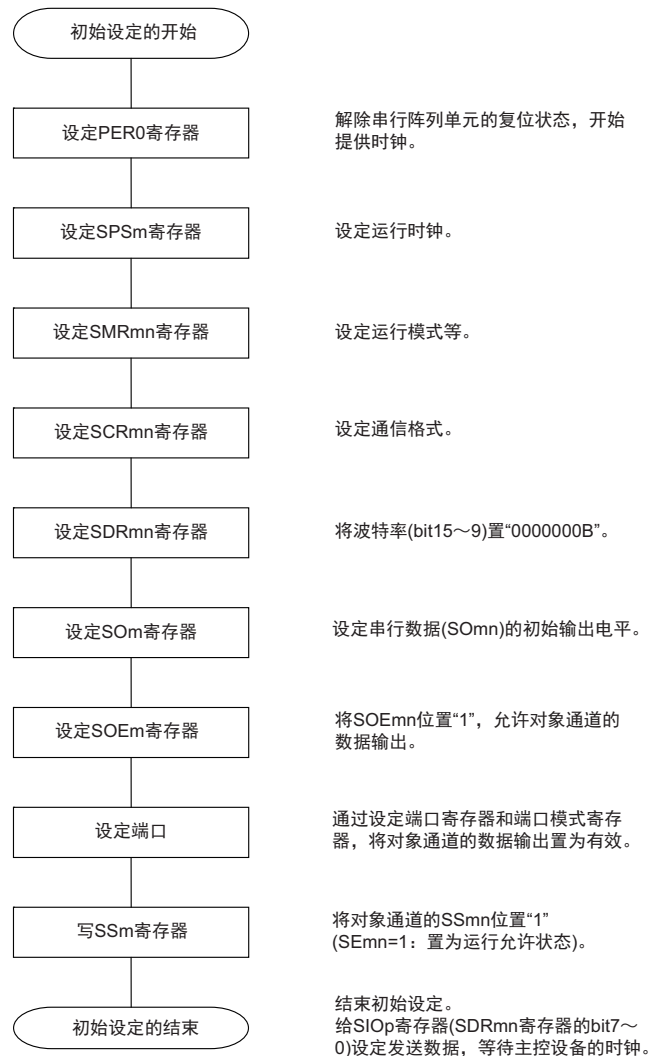 初始设定的开始
设定PER0寄存器
解除串行阵列单元的复位状态，开始
提供时钟。
设定SPSm寄存器
设定运行时钟。
设定SMRmn寄存器
设定运行模式等。
设定SCRmn寄存器
设定通信格式。
设定SDRmn寄存器
将波特率(bit15～9)置“0000000B”。
设定SOm寄存器
设定串行数据(SOmn)的初始输出电平。
设定SOEm寄存器
将SOEmn位置“1”，允许对象通道的
数据输出。
设定端口
通过设定端口寄存器和端口模式寄存
器，将对象通道的数据输出置为有效。
写SSm寄存器
将对象通道的SSmn位置“1”
(SEmn=1：置为运行允许状态)。
初始设定的结束
结束初始设定。
给SIOp寄存器(SDRmn寄存器的bit7～
0)设定发送数据，等待主控设备的时钟。